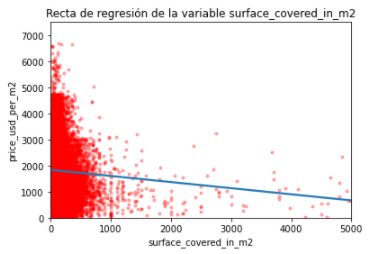 Recta de regresión de la variable surface_covered_in_m2
price_usd_per_m2
7000
6000
5000
4000
3000
2000
1000
0
0 1000 2000 3000 4000 5000
surface_covered_in_m2